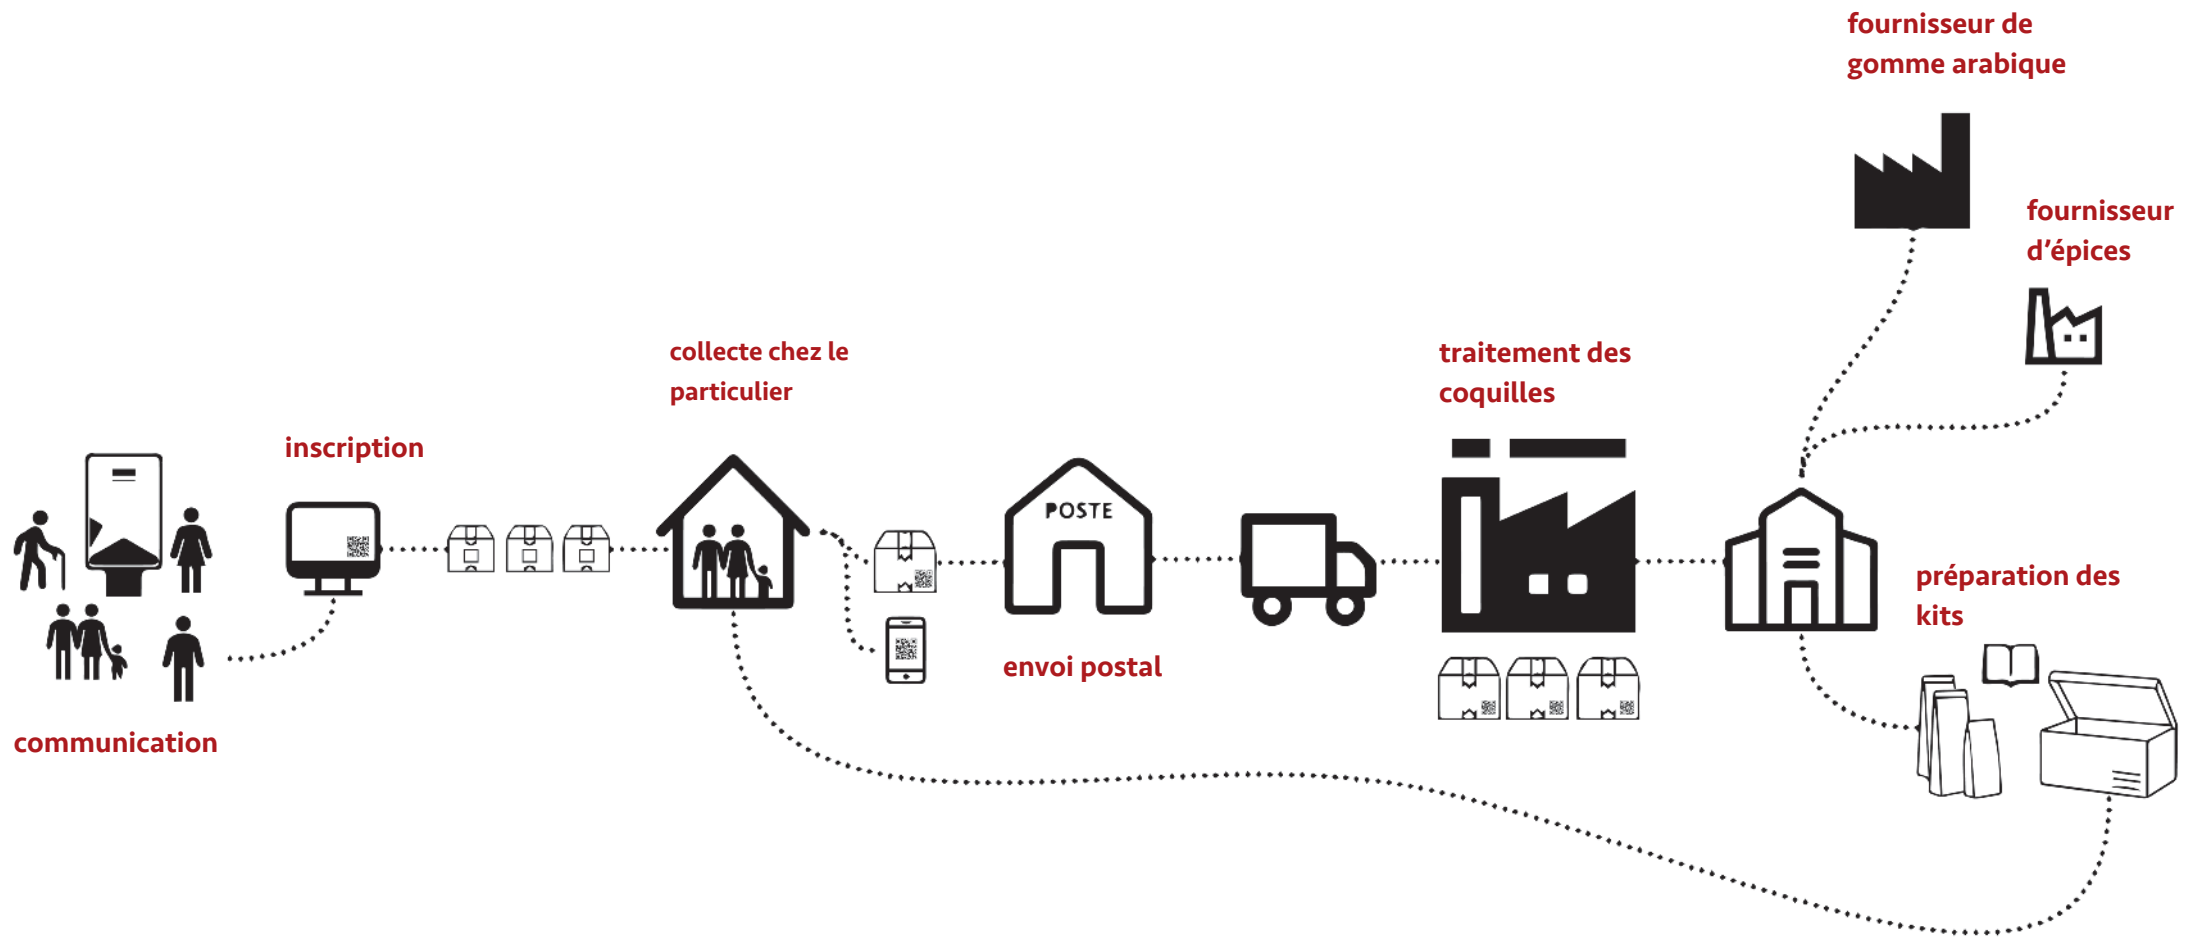 fournisseur de
gomme arabique
fournisseur
d’épices
collecte chez le
particulier
traitement des
coquilles
inscription
POSTE
préparation des
kits
envoi postal
communication